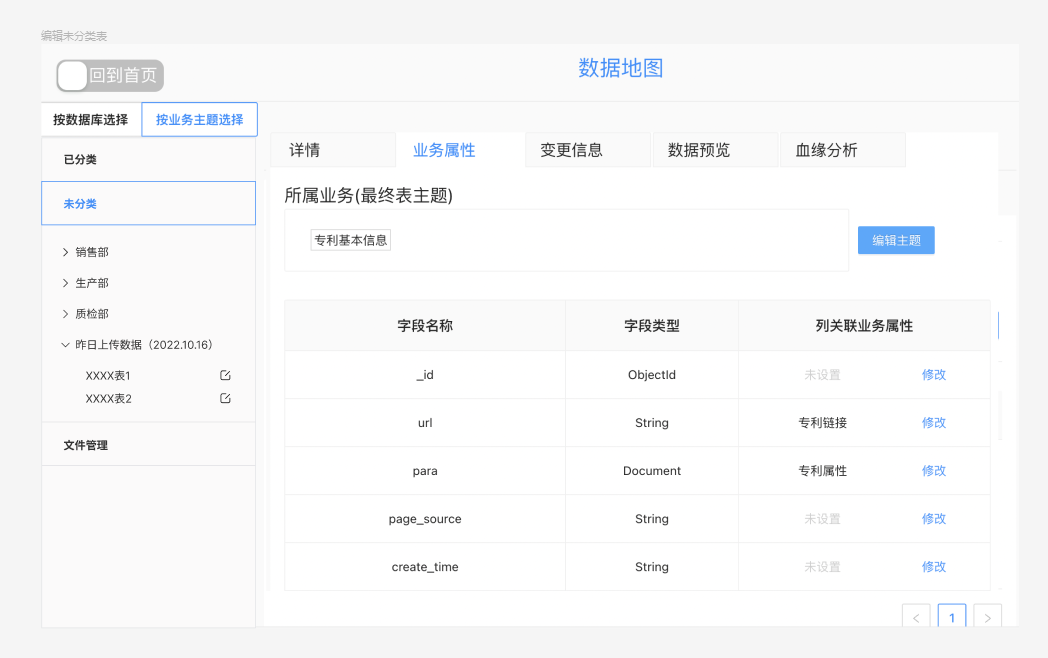 编辑未分类表
回到首页
数据地图
按数据库选择 按业务主题选择
已分类
未分类
销售部
生产部
质检部
昨日上传数据（2022.10.16）
XXXX表1
XXXX表2
文件管理
详情 业务属性 变更信息 数据预览 血缘分析
所属业务(最终表主题)
专利基本信息 编辑主题
字段名称 字段类型 列关联业务属性
_id ObjectId 未设置 修改
url String 专利链接 修改
para Document 专利属性 修改
page_source String 未设置 修改
create_time String 未设置 修改
< 1 >